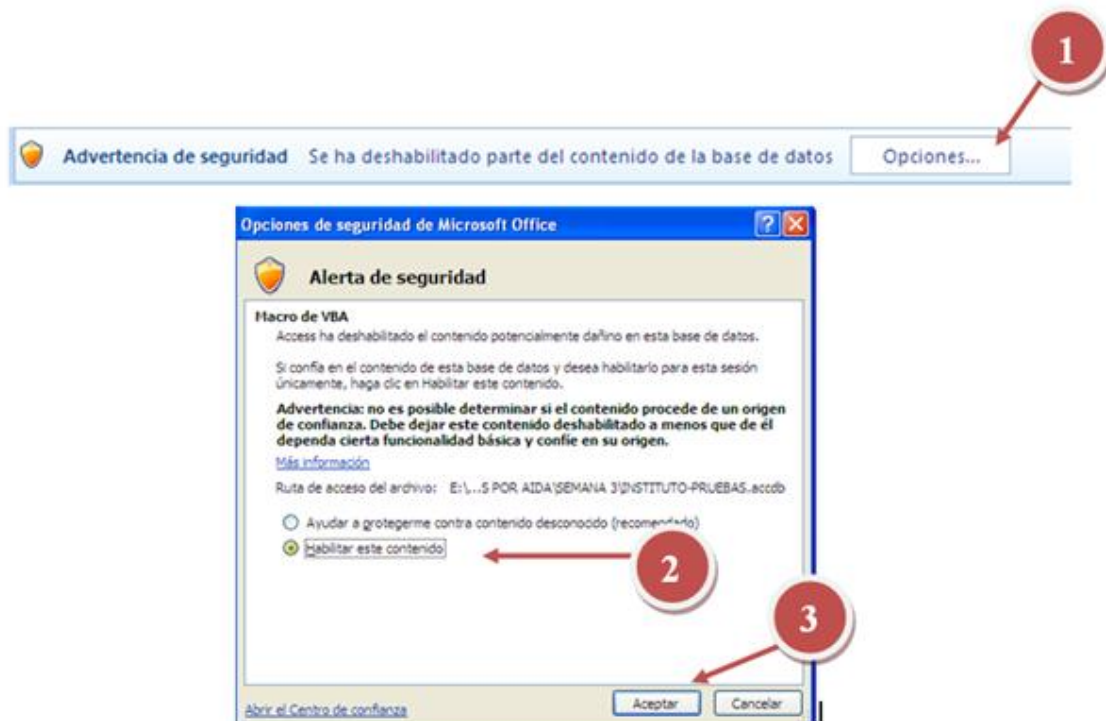 1
Advertencia de seguridad Se ha deshabilitado parte del contenido de la base de datos Opciones...
Opciones de seguridad de Microsoft Office
Alerta de seguridad
Macro de VBA
Access ha deshabilitado el contenido potencialmente dañino en esta base de datos.
Si confía en el contenido de esta base de datos y desea habilitarlo para esta sesión
únicamente, haga clic en Habilitar este contenido.
Advertencia: no es posible determinar si el contenido procede de un origen
de confianza. Debe dejar este contenido deshabilitado a menos que de él
dependa cierta funcionalidad básica y confíe en su origen.
Más información
Ruta de acceso del archivo: E:\...S POR AIDA\SEMANA 3\INSTITUTO-PRUEBAS.accdb
Ayudar a protegerme contra contenido desconocido (recomendado)
Habilitar este contenido
2
3
Abrir el Centro de confianza Aceptar Cancelar